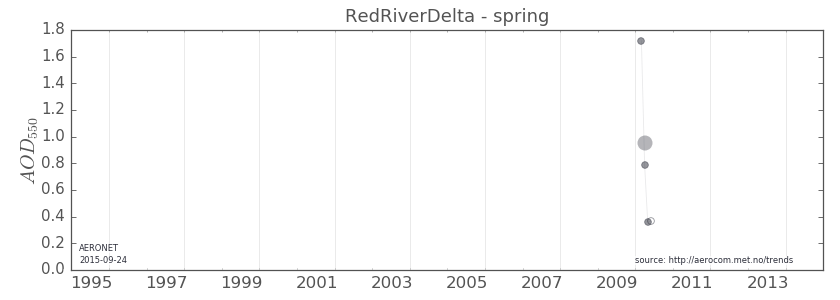 RedRiverDelta - spring
1.8
1.6
1.4
1.2
1.0
0.8
0.6
0.4
0.2
0.0
AOD550
AERONET
2015-09-24
source: http://aerocom.met.no/trends
1995 1997 1999 2001 2003 2005 2007 2009 2011 2013